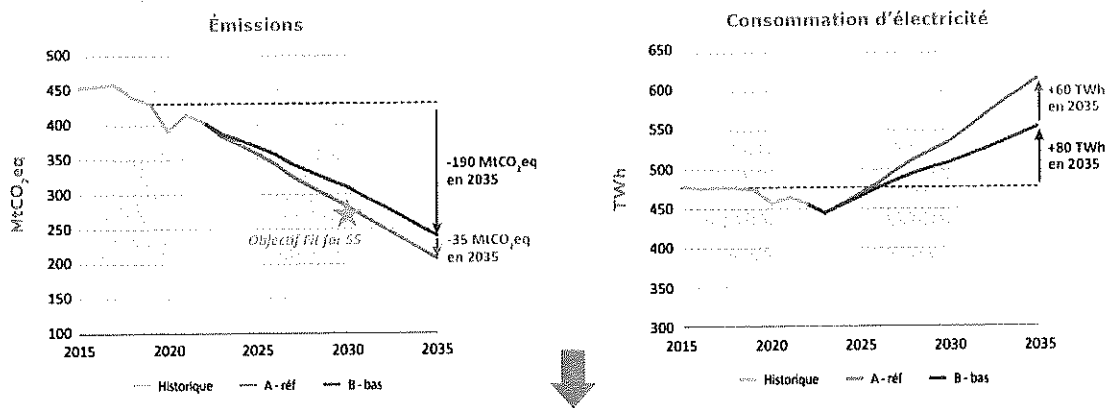 Émissions
500
450
400
350
300
250
200
150
100
MtCO₂eq
2015
2020
2025
2030
2035
-190 MtCO₂eq
en 2035
-35 MtCO₂eq
en 2035
Objectif Fit for 55
Historique
A - réf
B - bas
Consommation d'électricité
650
600
550
500
450
400
350
300
TWh
2015
2020
2025
2030
2035
+60 TWh
en 2035
+80 TWh
en 2035
Historique
A - réf
B - bas